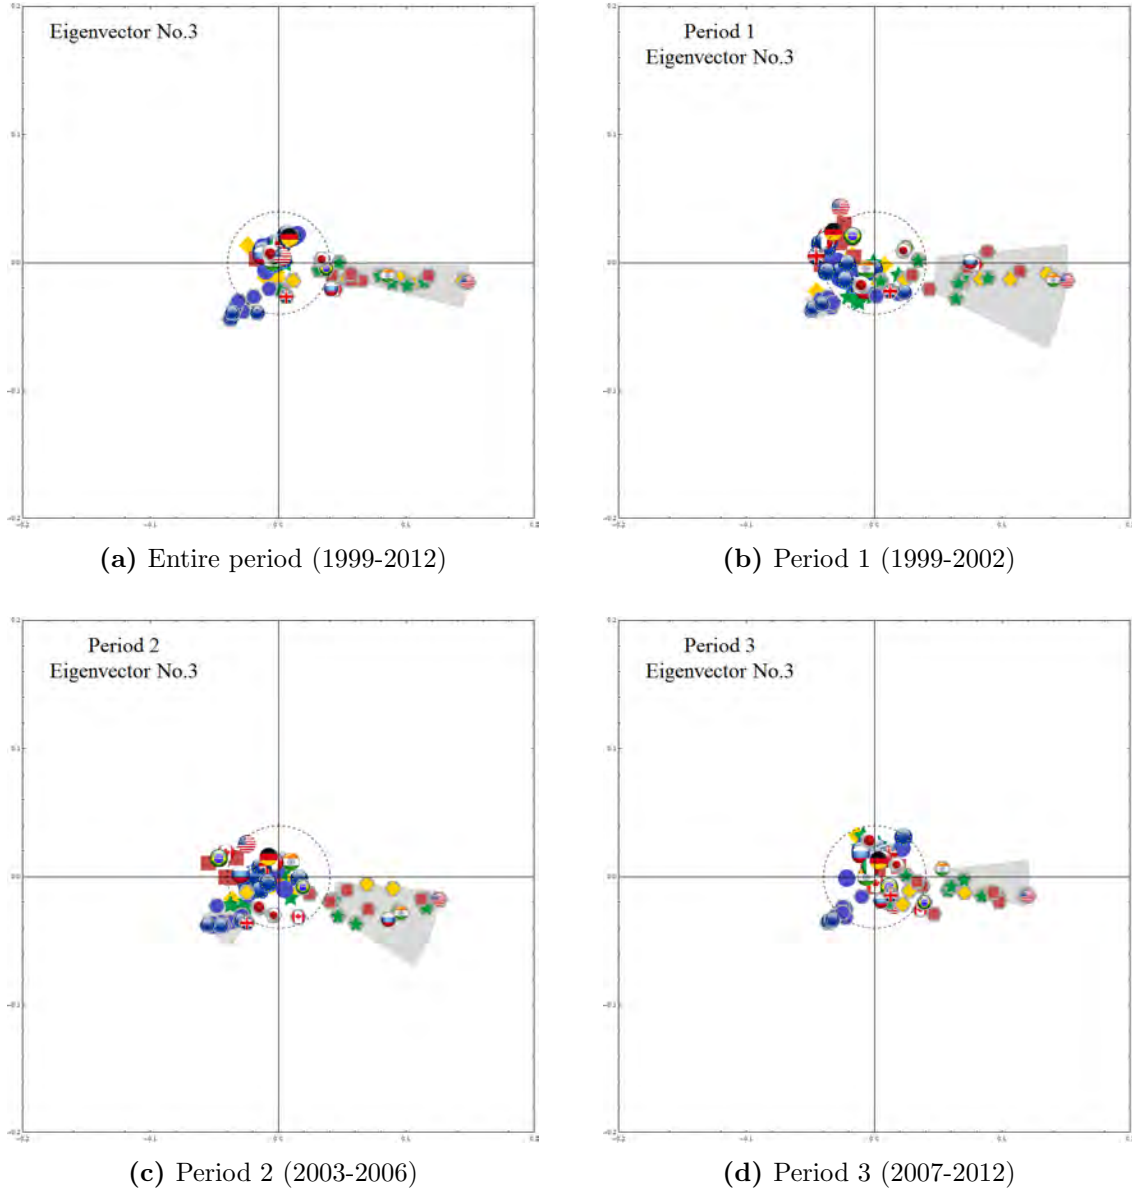 Eigenvector No.3
Period 1
Eigenvector No.3
(a) Entire period (1999-2012)
(b) Period 1 (1999-2002)
Period 2
Eigenvector No.3
Period 3
Eigenvector No.3
(c) Period 2 (2003-2006)
(d) Period 3 (2007-2012)